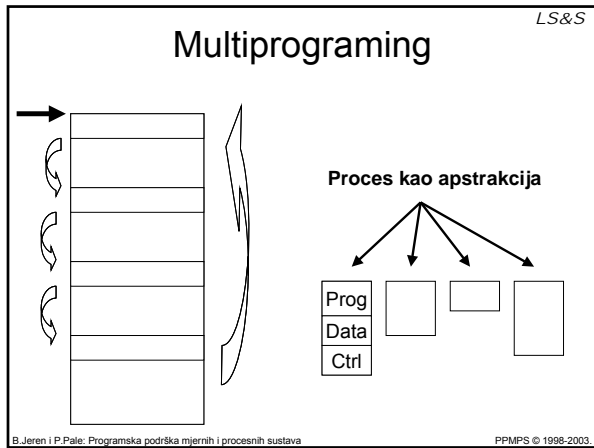 LS&S
Multiprograming
Proces kao apstrakcija
Prog
Data
Ctrl
B.Jeren i P.Pale: Programska podrška mjernih i procesnih sustava
PPMPS © 1998-2003.